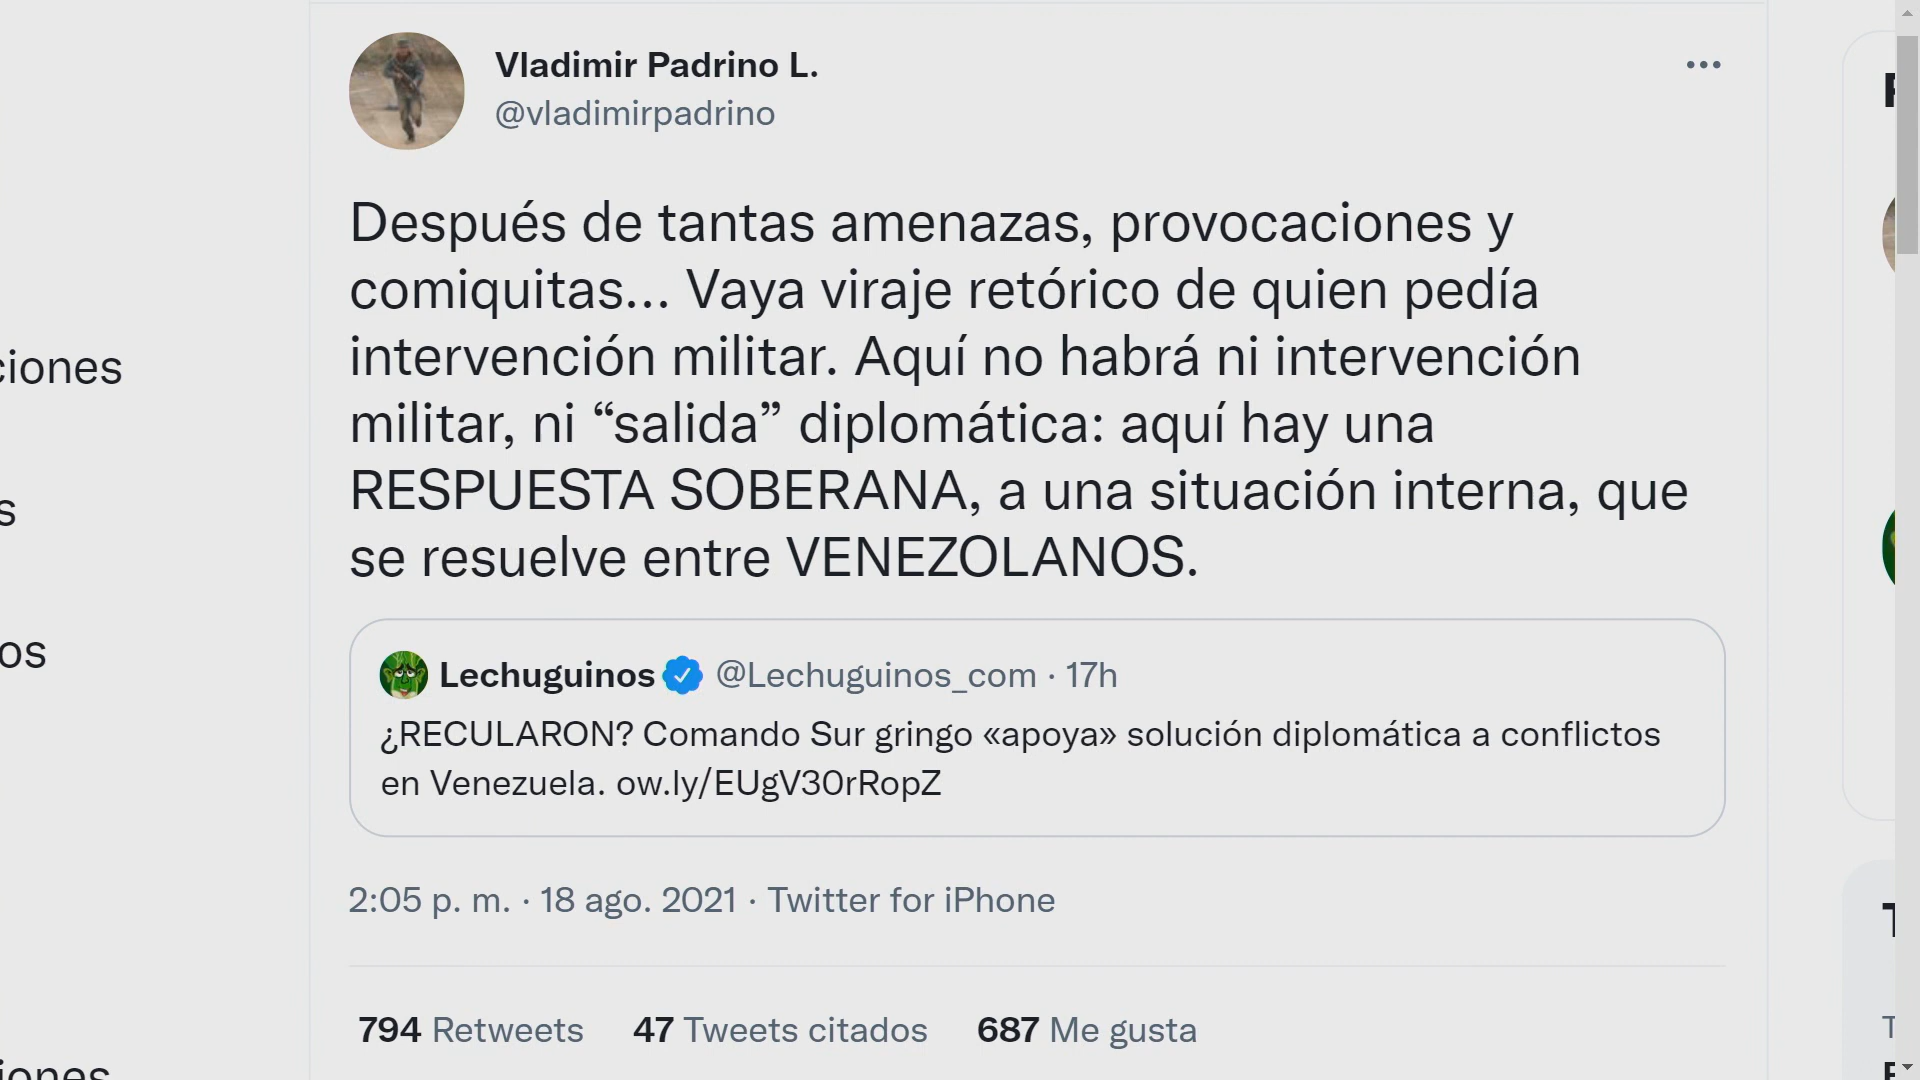 Vladimir Padrino L.
@vladimirpadrino
Después de tantas amenazas, provocaciones y
comiquitas... Vaya viraje retórico de quien pedía
intervención militar. Aquí no habrá ni intervención
militar, ni “salida” diplomática: aquí hay una
RESPUESTA SOBERANA, a una situación interna, que
se resuelve entre VENEZOLANOS.
Lechuguinos @Lechuguinos_com · 17h
¿RECULARON? Comando Sur gringo «apoya» solución diplomática a conflictos
en Venezuela. ow.ly/EUgV30rRopZ
2:05 p. m. · 18 ago. 2021 · Twitter for iPhone
794 Retweets 47 Tweets citados 687 Me gusta
ciones
s
os
iones